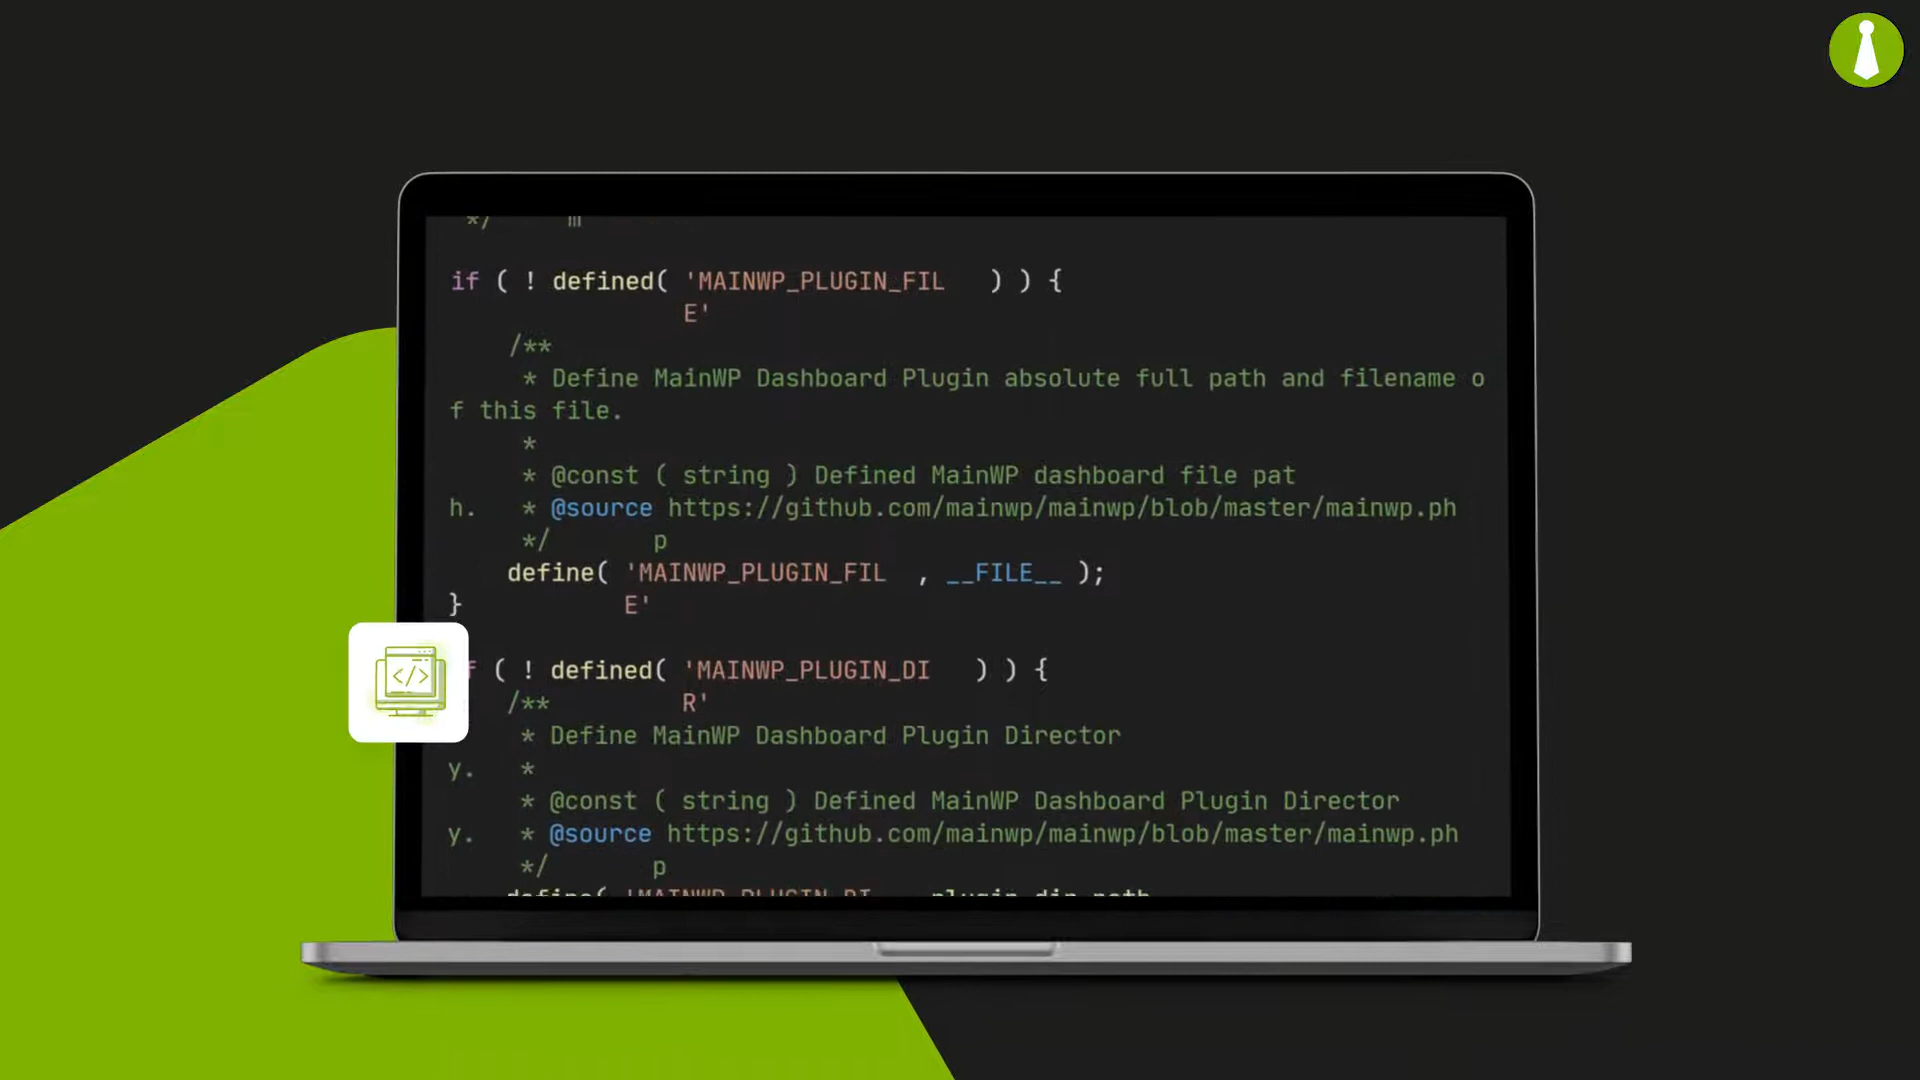 */ m
if ( ! defined( 'MAINWP_PLUGIN_FIL ) ) {
E'
/**
* Define MainWP Dashboard Plugin absolute full path and filename o
f this file.
*
* @const ( string ) Defined MainWP dashboard file pat
h. * @source https://github.com/mainwp/mainwp/blob/master/mainwp.ph
*/ p
define( 'MAINWP_PLUGIN_FIL , __FILE__ );
} E'
</>
f ( ! defined( 'MAINWP_PLUGIN_DI ) ) {
/** R'
* Define MainWP Dashboard Plugin Director
y. *
* @const ( string ) Defined MainWP Dashboard Plugin Director
y. * @source https://github.com/mainwp/mainwp/blob/master/mainwp.ph
*/ p
define( 'MAINWP_PLUGIN_DI plugin_dir_path